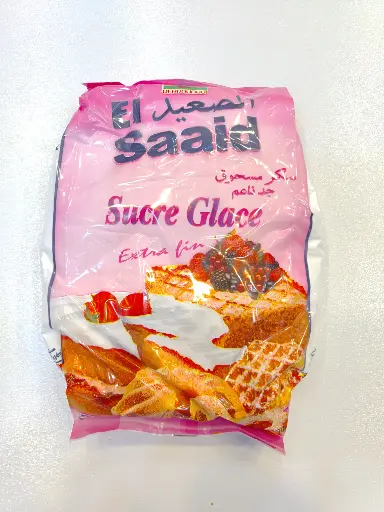 El الصعيد
saaid
سكر مسحوق
جد ناعم
Sucre Glace
Extra fin